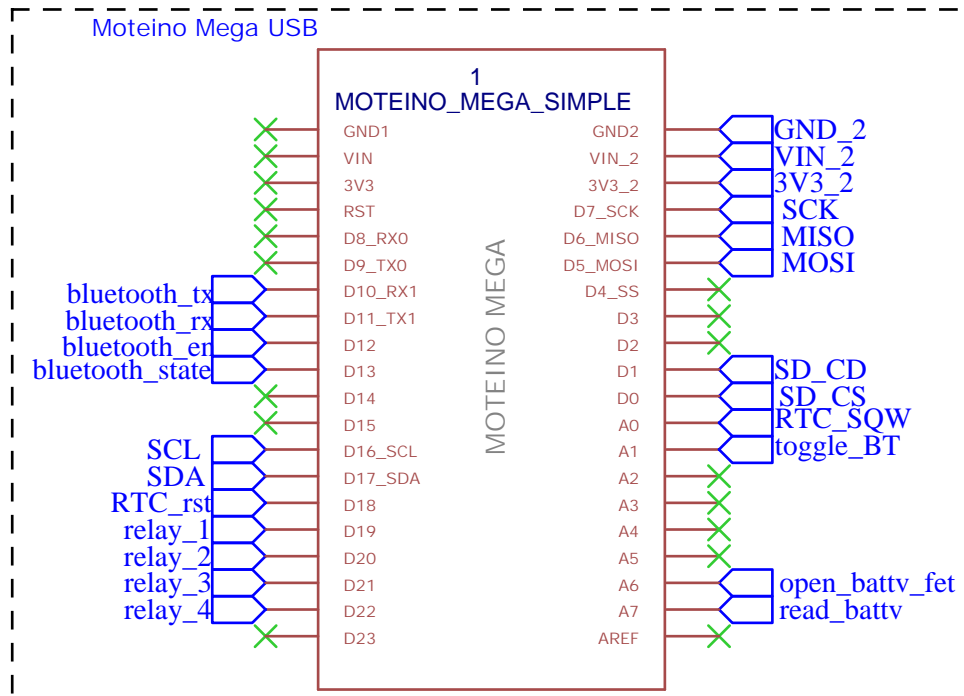 Moteino Mega USB
1
MOTEINO_MEGA_SIMPLE
GND1 GND2 GND_2
VIN VIN_2 VIN_2
3V3 3V3_2 3V3_2
RST D7_SCK SCK
D8_RX0 D6_MISO MISO
D9_TX0 D5_MOSI MOSI
bluetooth_tx D10_RX1 D4_SS
bluetooth_rx D11_TX1 D3
bluetooth_en D12 D2
bluetooth_state D13 D1 SD_CD
D14 D0 SD_CS
D15 A0 RTC_SQW
SCL D16_SCL A1 toggle_BT
SDA D17_SDA A2
RTC_rst D18 A3
relay_1 D19 A4
relay_2 D20 A5
relay_3 D21 A6 open_battv_fet
relay_4 D22 A7 read_battv
D23 AREF
MOTEINO MEGA